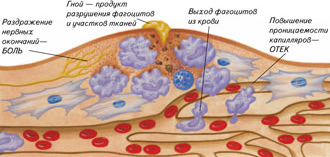 Раздражение
нервных
окончаний—
БОЛЬ
Гной — продукт
разрушения фагоцитов
и участков тканей
Выход фагоцитов
из крови
Повышение
проницаемости
капилляров—
ОТЕК